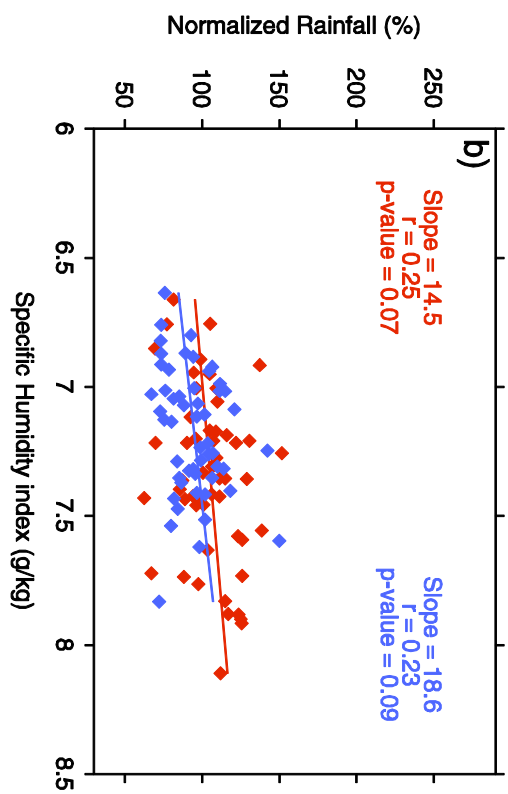 b)
Slope = 14.5
r = 0.25
p-value = 0.07
Slope = 18.6
r = 0.23
p-value = 0.09
Normalized Rainfall (%)
250
200
150
100
50
6
6.5
7
7.5
8
8.5
Specific Humidity index (g/kg)